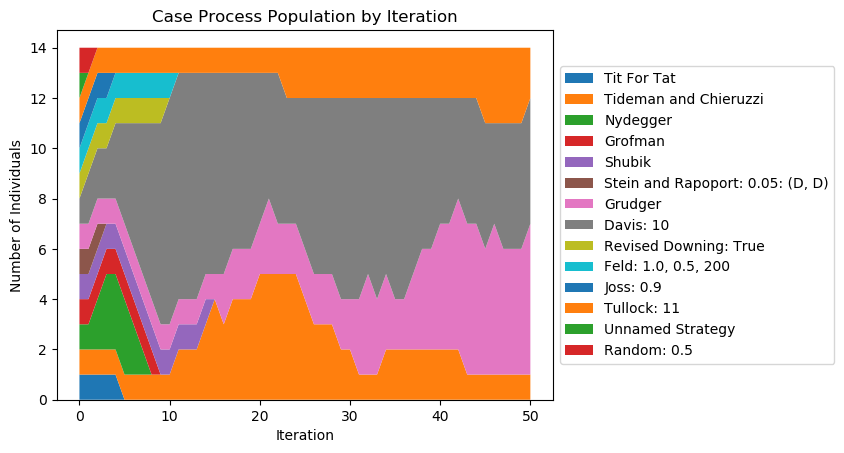 Case Process Population by Iteration
Number of Individuals
14
12
10
8
6
4
2
0
0 10 20 30 40 50
Iteration
Tit For Tat
Tideman and Chieruzzi
Nydegger
Grofman
Shubik
Stein and Rapoport: 0.05: (D, D)
Grudger
Davis: 10
Revised Downing: True
Feld: 1.0, 0.5, 200
Joss: 0.9
Tullock: 11
Unnamed Strategy
Random: 0.5